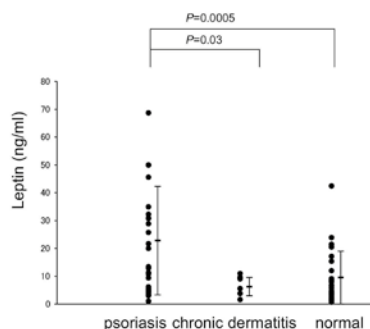 P=0.0005
P=0.03
Leptin (ng/ml)
80
70
60
50
40
30
20
10
0
psoriasis chronic dermatitis normal